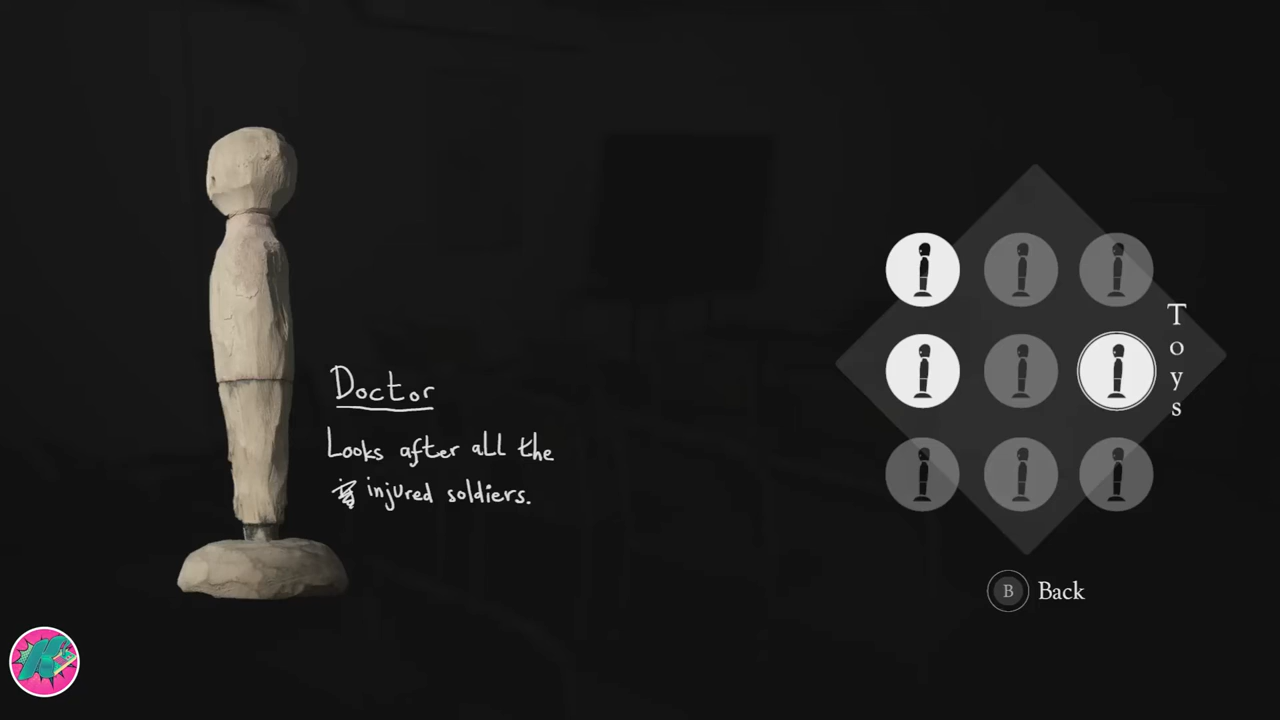 Doctor
Looks after all the
injured soldiers.
Toys
B Back